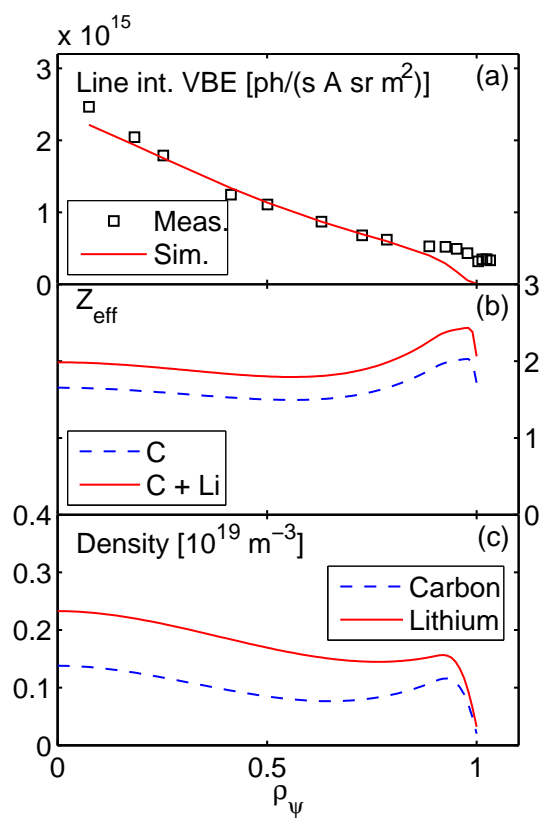 x 10^15
Line int. VBE [ph/(s A sr m^2)]
(a)
3
2
1
0
Meas.
Sim.
Z_eff
(b)
3
2
1
0
C
C + Li
Density [10^19 m^−3]
(c)
0.4
0.3
0.2
0.1
0
Carbon
Lithium
0
0.5
1
ρ_ψ